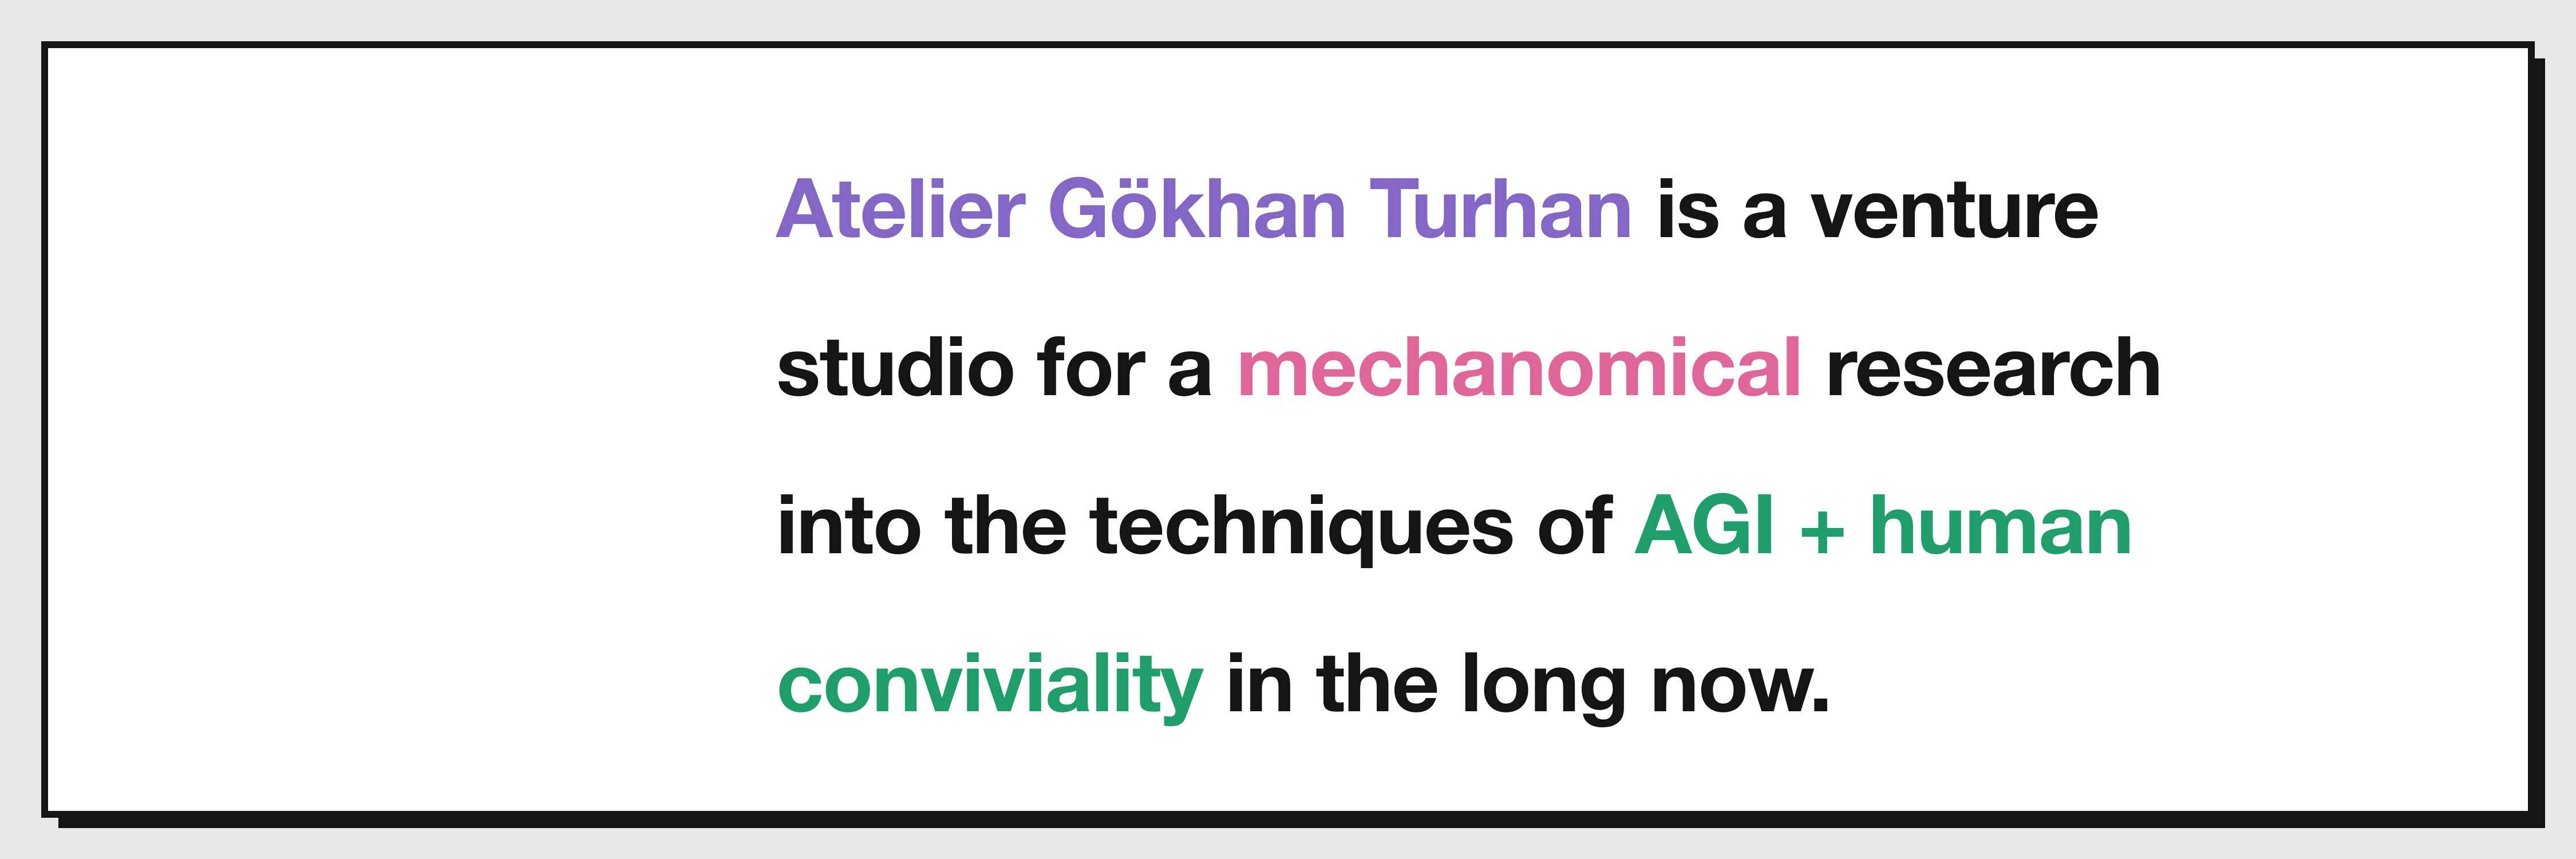 Atelier Gökhan Turhan is a venture
studio for a mechanomical research
into the techniques of AGI + human
conviviality in the long now.